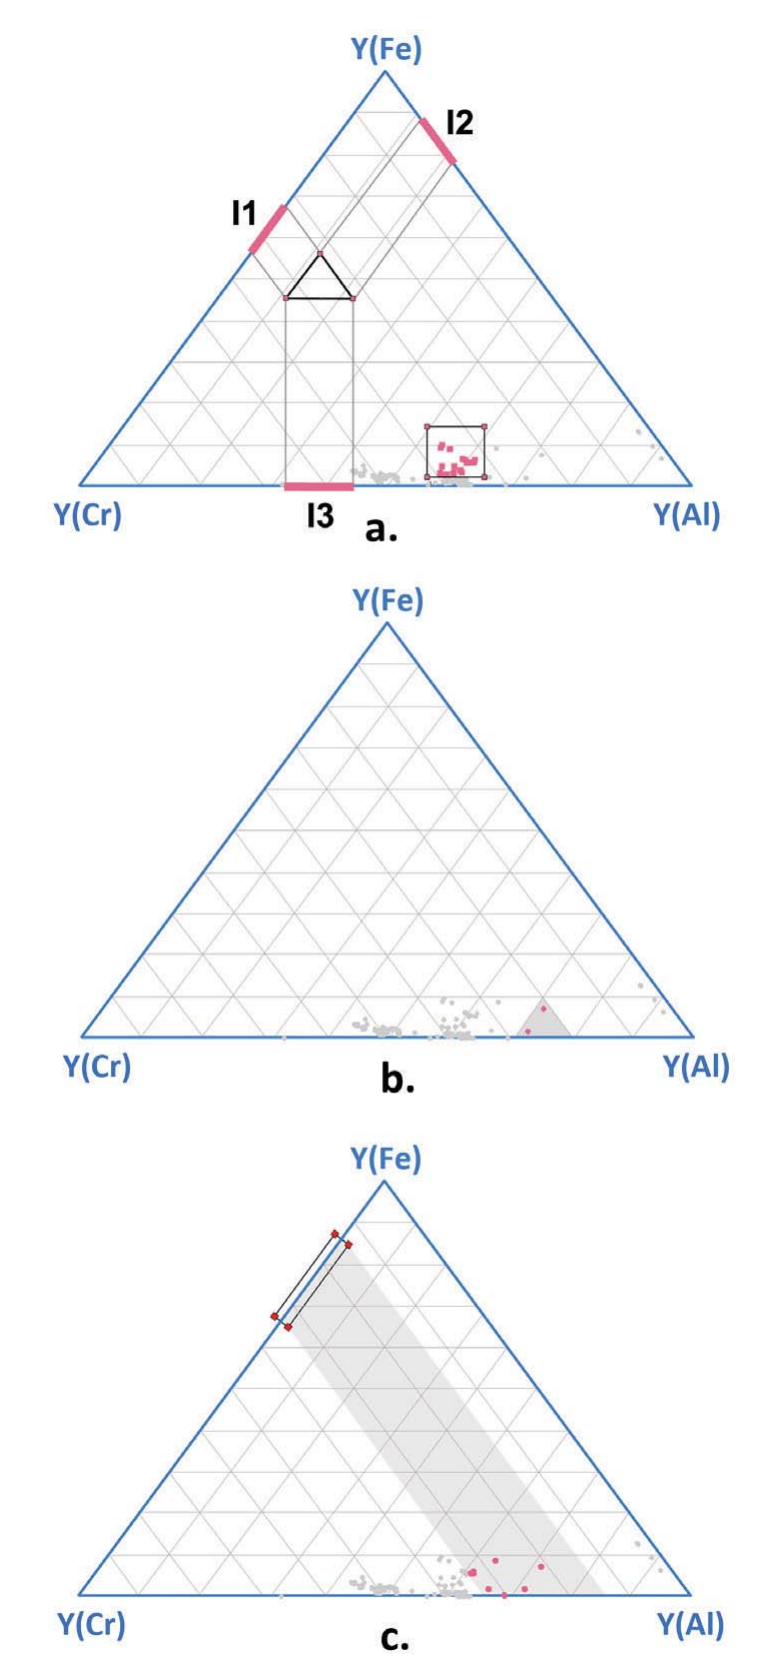 Y(Fe)
I2
I1
Y(Cr)
I3
Y(Al)
a.
Y(Fe)
Y(Cr)
Y(Al)
b.
Y(Fe)
Y(Cr)
Y(Al)
c.